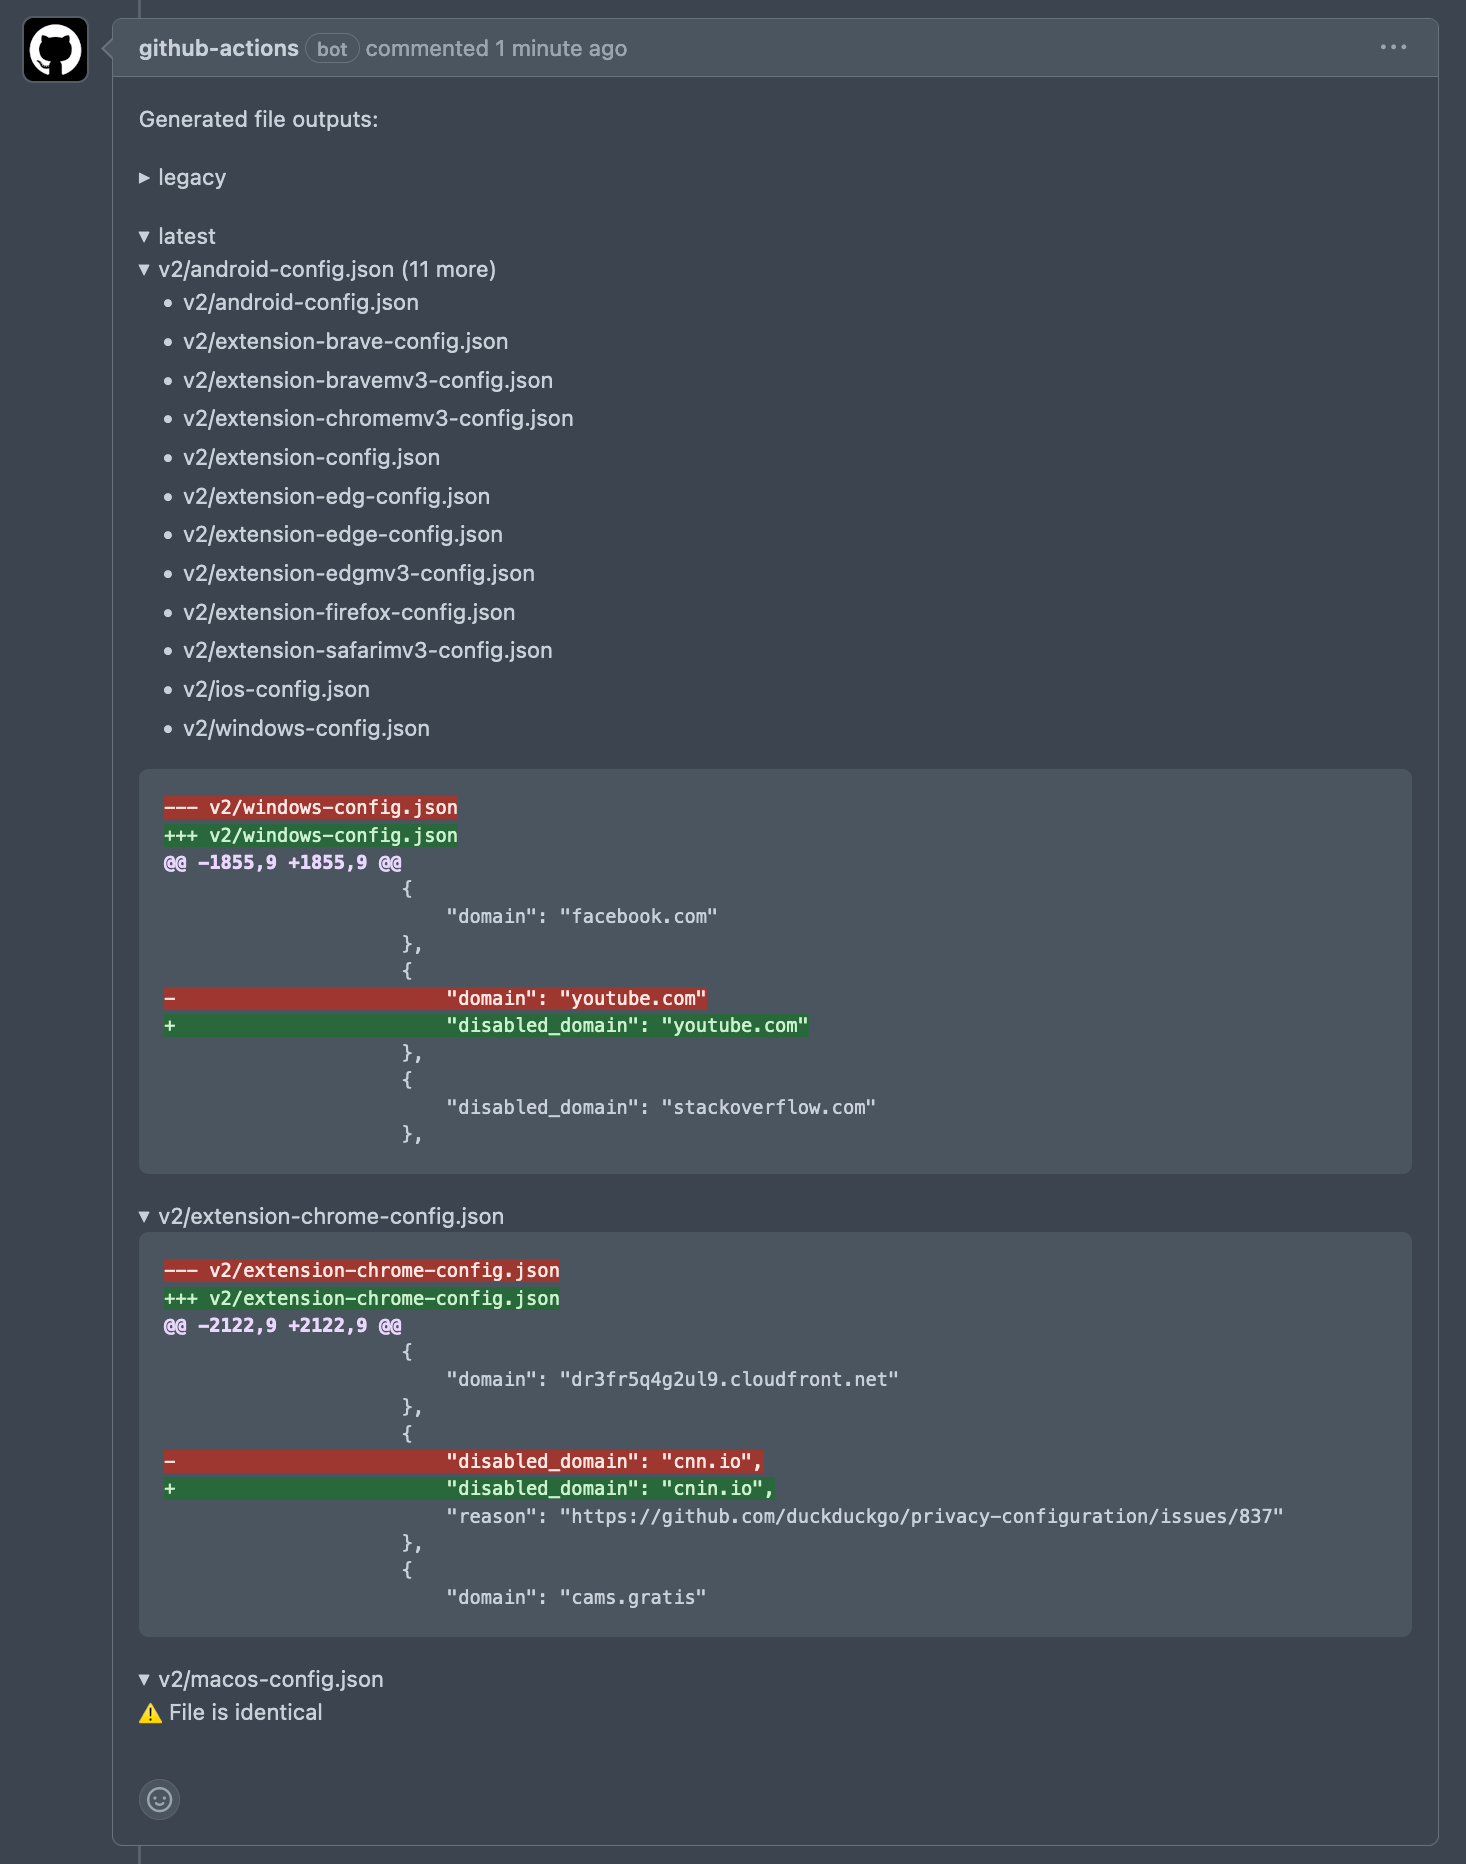 github-actions bot commented 1 minute ago
Generated file outputs:
▸ legacy
▾ latest
▾ v2/android-config.json (11 more)
• v2/android-config.json
• v2/extension-brave-config.json
• v2/extension-bravemv3-config.json
• v2/extension-chromemv3-config.json
• v2/extension-config.json
• v2/extension-edg-config.json
• v2/extension-edge-config.json
• v2/extension-edgmv3-config.json
• v2/extension-firefox-config.json
• v2/extension-safarimv3-config.json
• v2/ios-config.json
• v2/windows-config.json
--- v2/windows-config.json
+++ v2/windows-config.json
@@ -1855,9 +1855,9 @@
{
"domain": "facebook.com"
},
{
- "domain": "youtube.com"
+ "disabled_domain": "youtube.com"
},
{
"disabled_domain": "stackoverflow.com"
},
▾ v2/extension-chrome-config.json
--- v2/extension-chrome-config.json
+++ v2/extension-chrome-config.json
@@ -2122,9 +2122,9 @@
{
"domain": "dr3fr5q4g2ul9.cloudfront.net"
},
{
- "disabled_domain": "cnn.io",
+ "disabled_domain": "cnin.io",
"reason": "https://github.com/duckduckgo/privacy-configuration/issues/837"
},
{
"domain": "cams.gratis"
▾ v2/macos-config.json
⚠️ File is identical